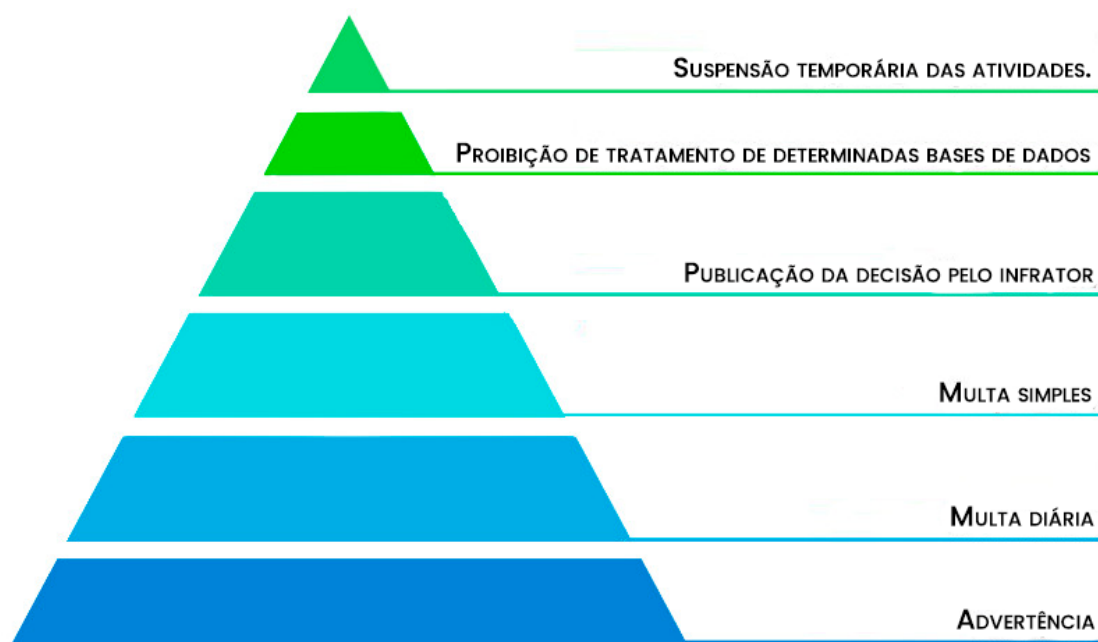 Suspensão temporária das atividades.
Proibição de tratamento de determinadas bases de dados
Publicação da decisão pelo infrator
Multa simples
Multa diária
Advertência